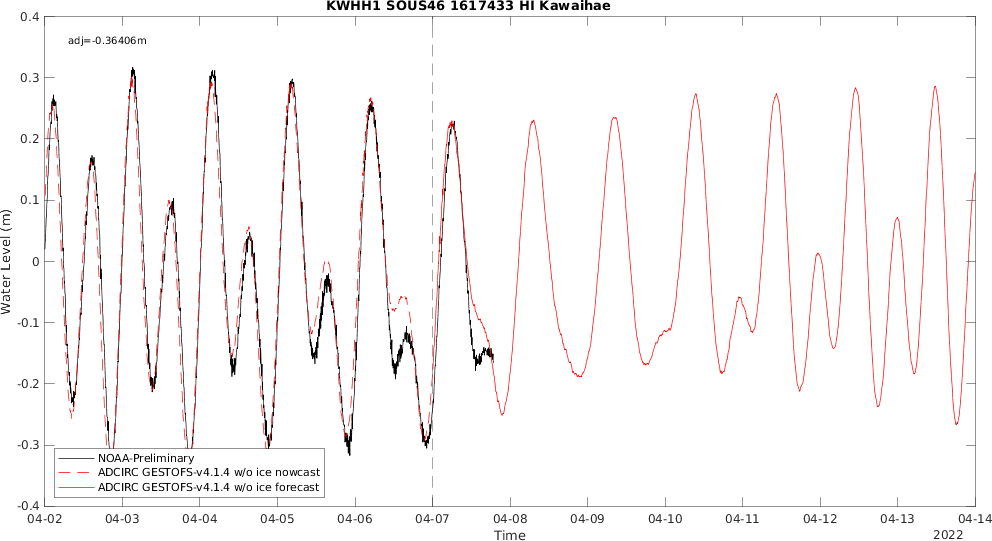 KWHH1 SOUS46 1617433 HI Kawaihae
adj=-0.36406m
0.4
0.3
0.2
0.1
0
-0.1
-0.2
-0.3
-0.4
Water Level (m)
NOAA-Preliminary
ADCIRC GESTOFS-v4.1.4 w/o ice nowcast
ADCIRC GESTOFS-v4.1.4 w/o ice forecast
04-02 04-03 04-04 04-05 04-06 04-07 04-08 04-09 04-10 04-11 04-12 04-13 04-14
Time
2022